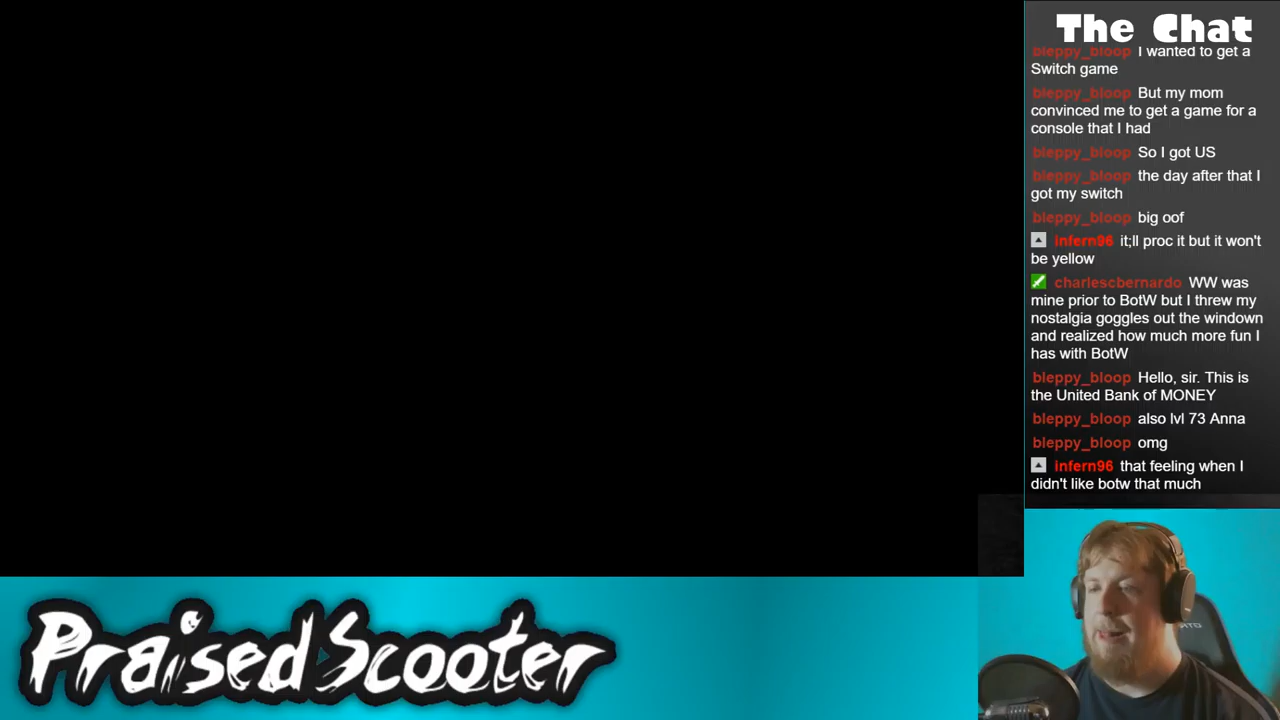 The Chat
bleppy_bloop I wanted to get a
Switch game
bleppy_bloop But my mom
convinced me to get a game for a
console that I had
bleppy_bloop So I got US
bleppy_bloop the day after that I
got my switch
bleppy_bloop big oof
infern96 it;ll proc it but it won't
be yellow
charlescbernardo WW was
mine prior to BotW but I threw my
nostalgia goggles out the windown
and realized how much more fun I
has with BotW
bleppy_bloop Hello, sir. This is
the United Bank of MONEY
bleppy_bloop also lvl 73 Anna
bleppy_bloop omg
infern96 that feeling when I
didn't like botw that much
PraisedScooter